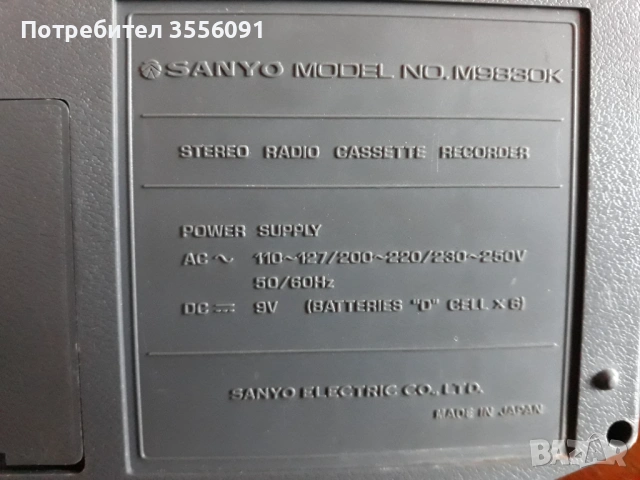 Потребител 3556091
SANYO MODEL NO. M9880K
STEREO RADIO CASSETTE RECORDER
POWER SUPPLY
AC ~ 110~127/200~220/230~250V
50/60Hz
DC ⎓ 9V (BATTERIES "D" CELL × 6)
SANYO ELECTRIC CO., LTD.
MADE IN JAPAN
BAZAR